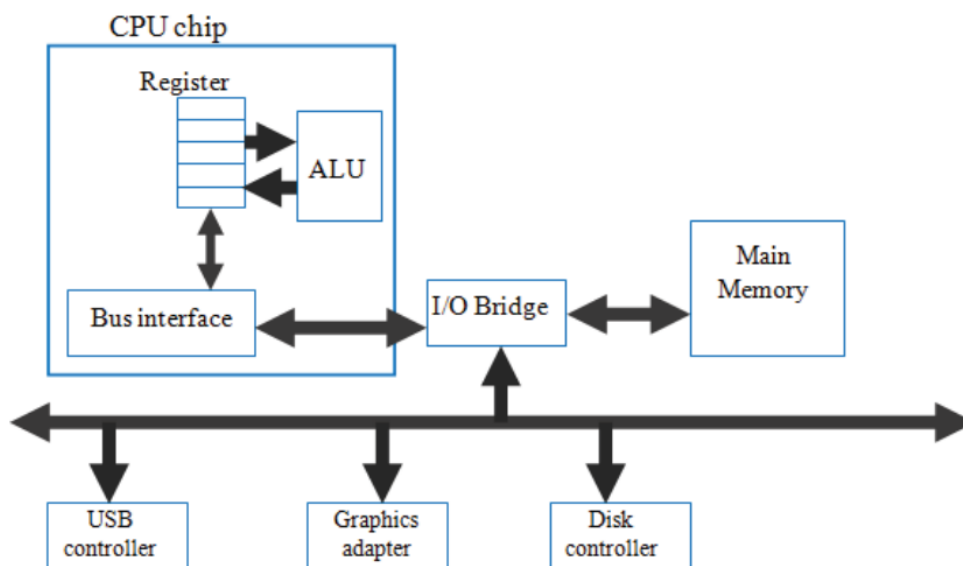 CPU chip
Register
ALU
Bus interface
I/O Bridge
Main
Memory
USB
controller
Graphics
adapter
Disk
controller